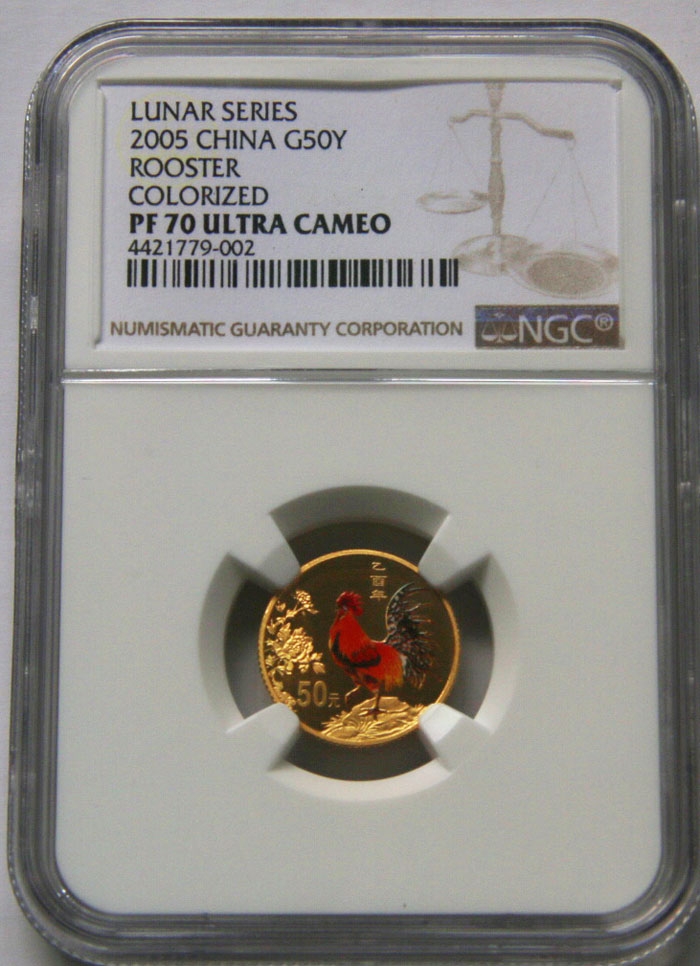 LUNAR SERIES
2005 CHINA G50Y
ROOSTER
COLORIZED
PF 70 ULTRA CAMEO
4421779-002
NUMISMATIC GUARANTY CORPORATION
NGC®
乙酉年
50元